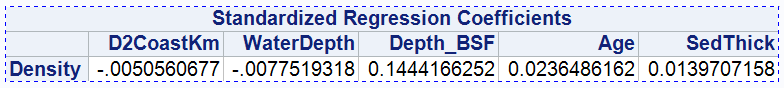 Standardized Regression Coefficients
D2CoastKm WaterDepth Depth_BSF Age SedThick
Density -.0050560677 -.0077519318 0.1444166252 0.0236486162 0.0139707158